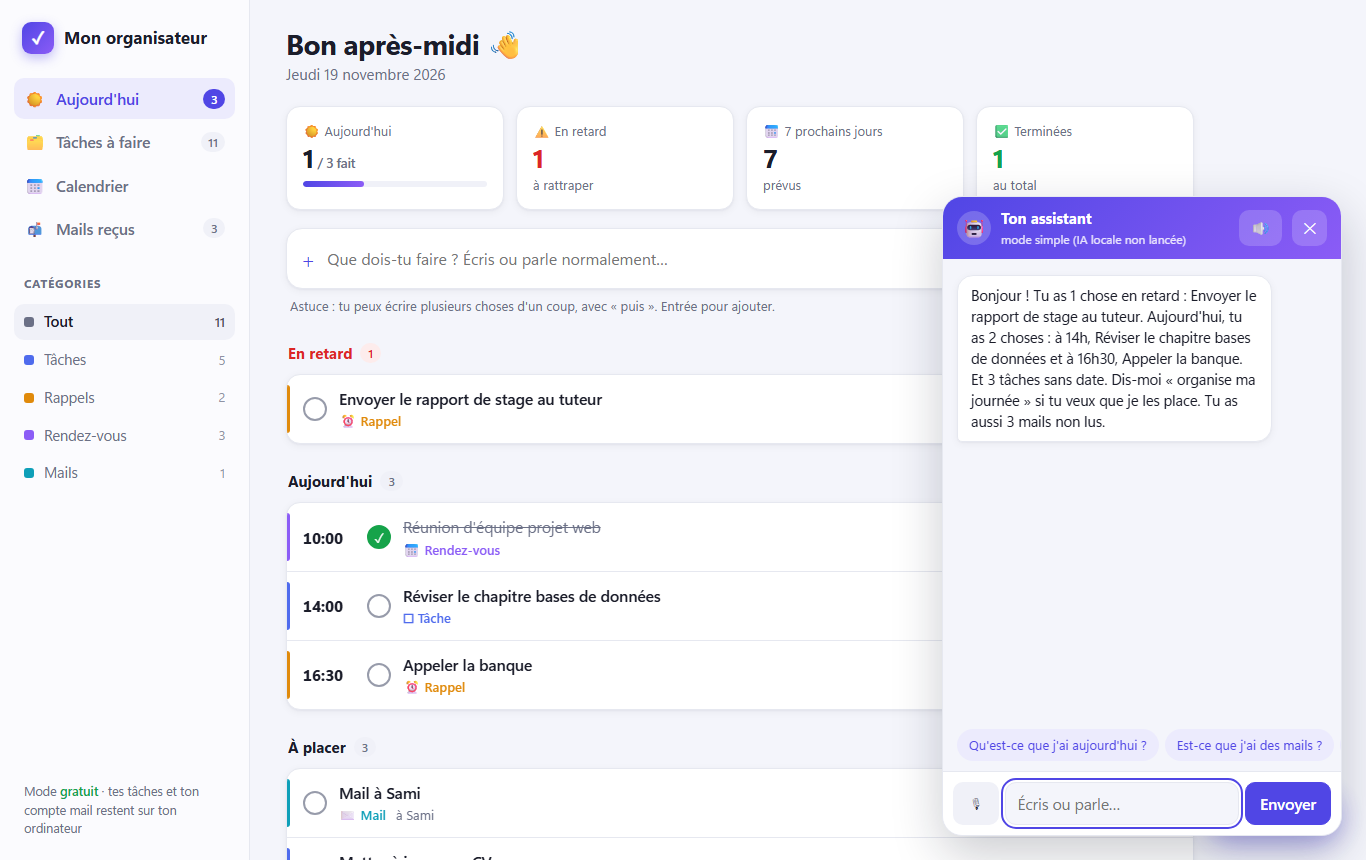 Mon organisateur
Aujourd'hui 3
Tâches à faire 11
Calendrier
Mails reçus 3
CATÉGORIES
Tout 11
Tâches 5
Rappels 2
Rendez-vous 3
Mails 1
Mode gratuit · tes tâches et ton
compte mail restent sur ton
ordinateur
Bon après-midi 👋
Jeudi 19 novembre 2026
Aujourd'hui
1 / 3 fait
En retard
1
à rattraper
7 prochains jours
7
prévus
Terminées
1
au total
+ Que dois-tu faire ? Écris ou parle normalement...
Astuce : tu peux écrire plusieurs choses d'un coup, avec « puis ». Entrée pour ajouter.
En retard 1
Envoyer le rapport de stage au tuteur
Rappel
Aujourd'hui 3
10:00 Réunion d'équipe projet web
Rendez-vous
14:00 Réviser le chapitre bases de données
Tâche
16:30 Appeler la banque
Rappel
À placer 3
Mail à Sami
Mail à Sami
Ton assistant
mode simple (IA locale non lancée)
Bonjour ! Tu as 1 chose en retard : Envoyer le
rapport de stage au tuteur. Aujourd'hui, tu
as 2 choses : à 14h, Réviser le chapitre bases
de données et à 16h30, Appeler la banque.
Et 3 tâches sans date. Dis-moi « organise ma
journée » si tu veux que je les place. Tu as
aussi 3 mails non lus.
Qu'est-ce que j'ai aujourd'hui ?
Est-ce que j'ai des mails ?
Écris ou parle...
Envoyer